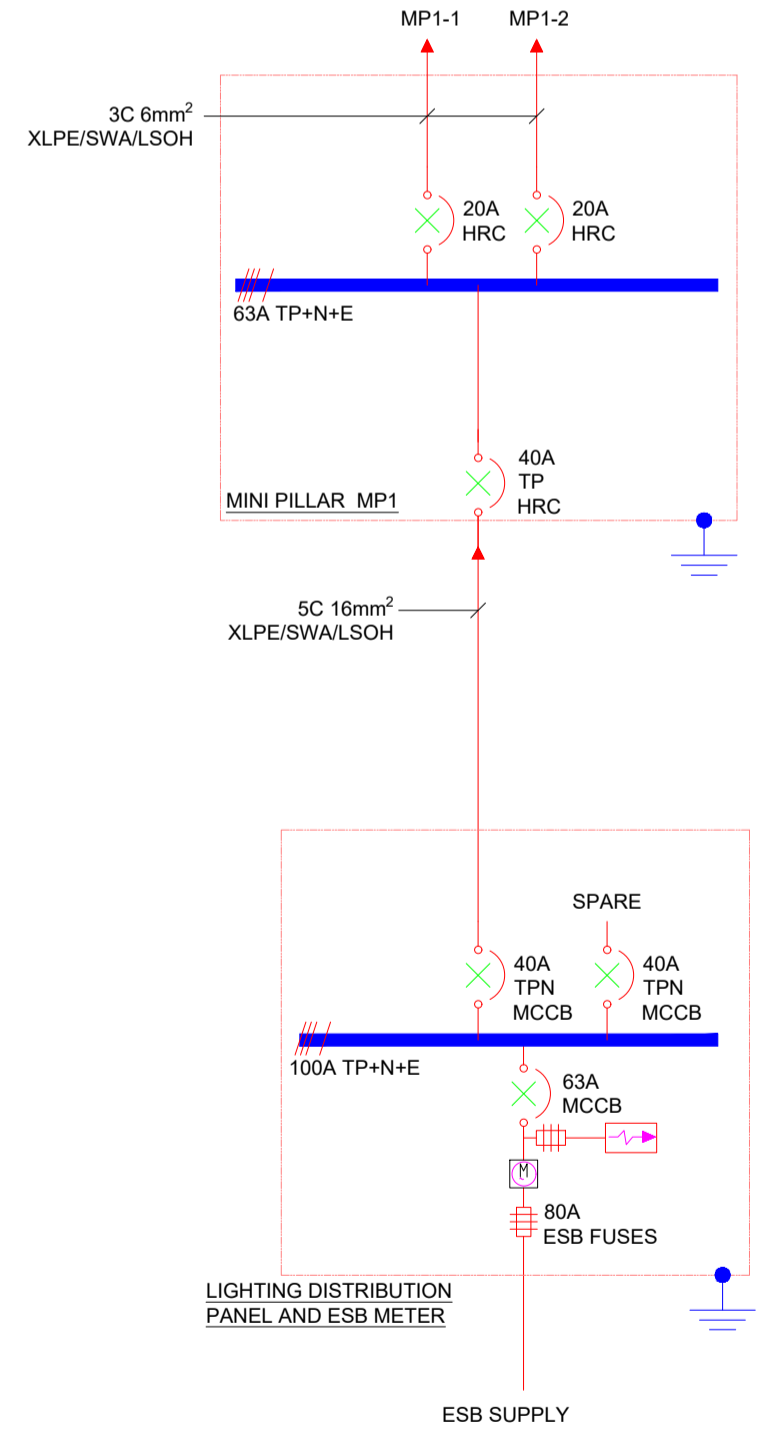 MP1-1
MP1-2
3C 6mm²
XLPE/SWA/LSOH
20A
HRC
20A
HRC
63A TP+N+E
40A
TP
HRC
MINI PILLAR MP1
5C 16mm²
XLPE/SWA/LSOH
SPARE
40A
TPN
MCCB
40A
TPN
MCCB
100A TP+N+E
63A
MCCB
M
80A
ESB FUSES
LIGHTING DISTRIBUTION
PANEL AND ESB METER
ESB SUPPLY